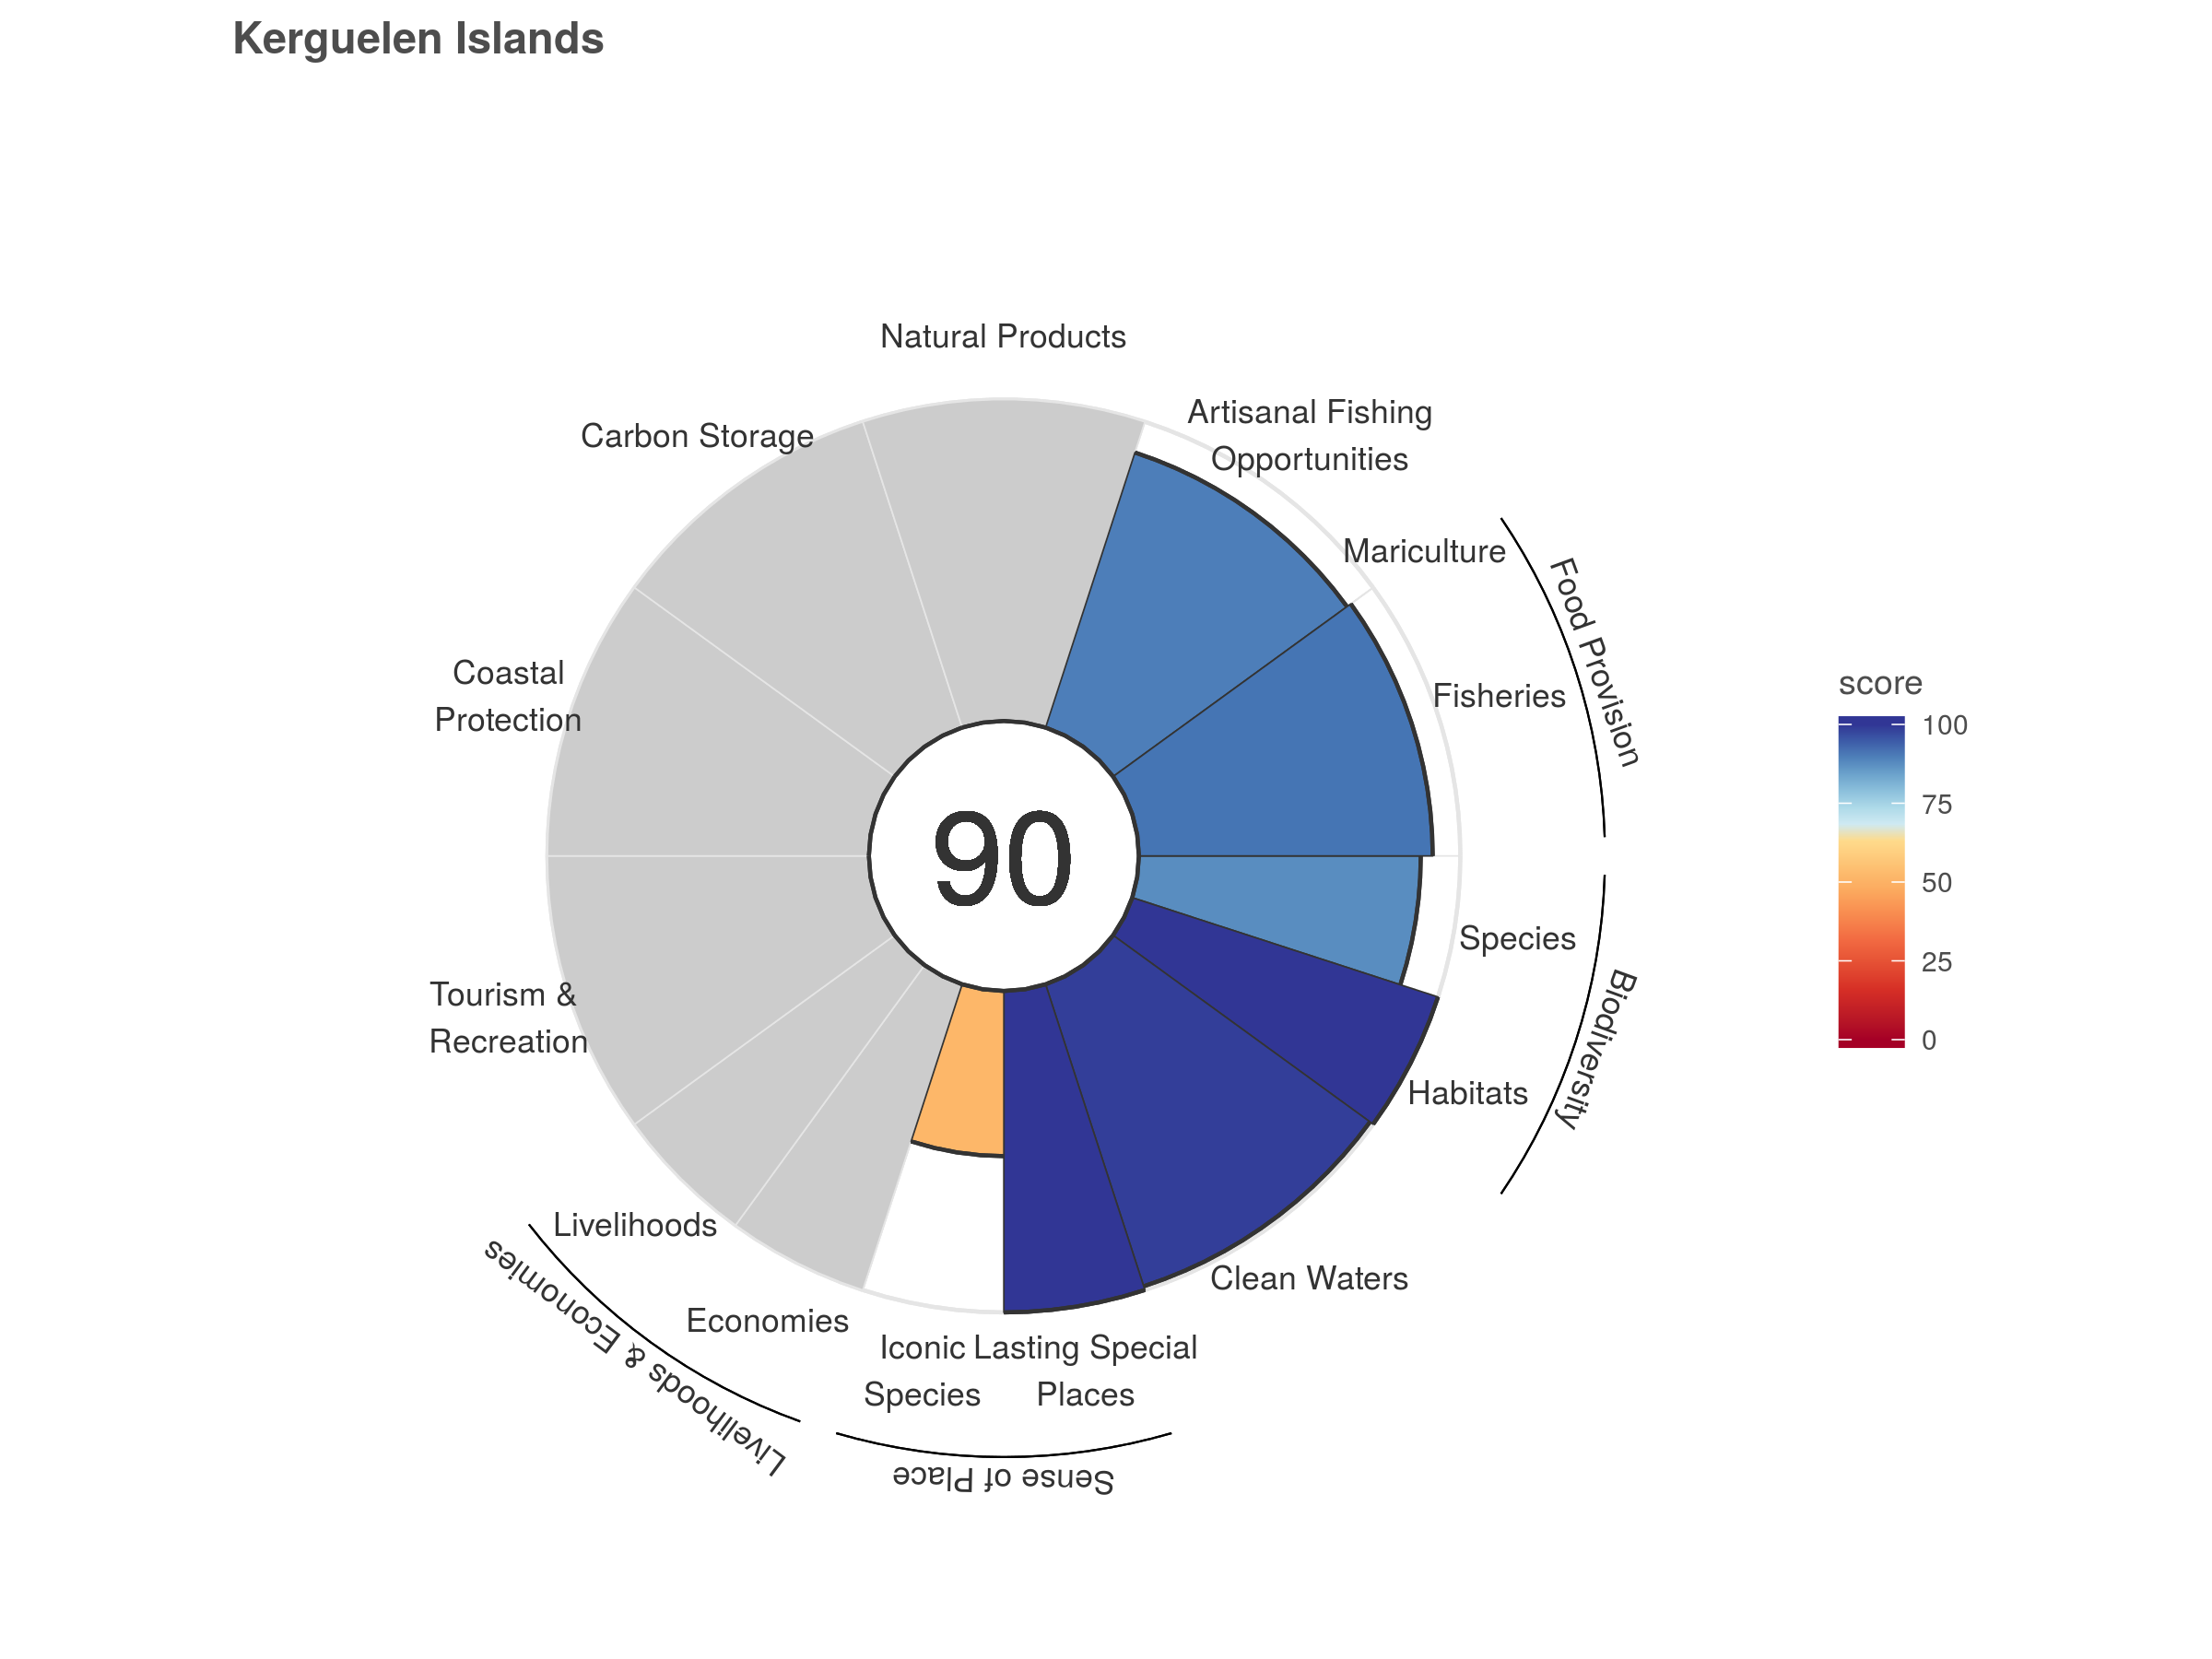 Kerguelen Islands
Natural Products
Artisanal Fishing
Opportunities
Carbon Storage
Mariculture
Food Provision
Fisheries
Coastal
Protection
score
100
75
50
25
0
90
Species
Biodiversity
Habitats
Tourism &
Recreation
Livelihoods
Clean Waters
Economies
Livelihoods & Economies
Iconic
Species
Lasting Special
Places
Sense of Place